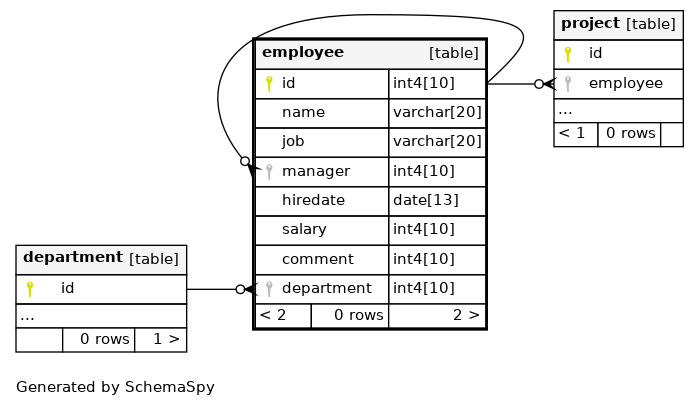 project [table]
id
employee
...
< 1 0 rows
employee [table]
id int4[10]
name varchar[20]
job varchar[20]
manager int4[10]
hiredate date[13]
salary int4[10]
comment int4[10]
department int4[10]
< 2 0 rows 2 >
department [table]
id
...
0 rows 1 >
Generated by SchemaSpy